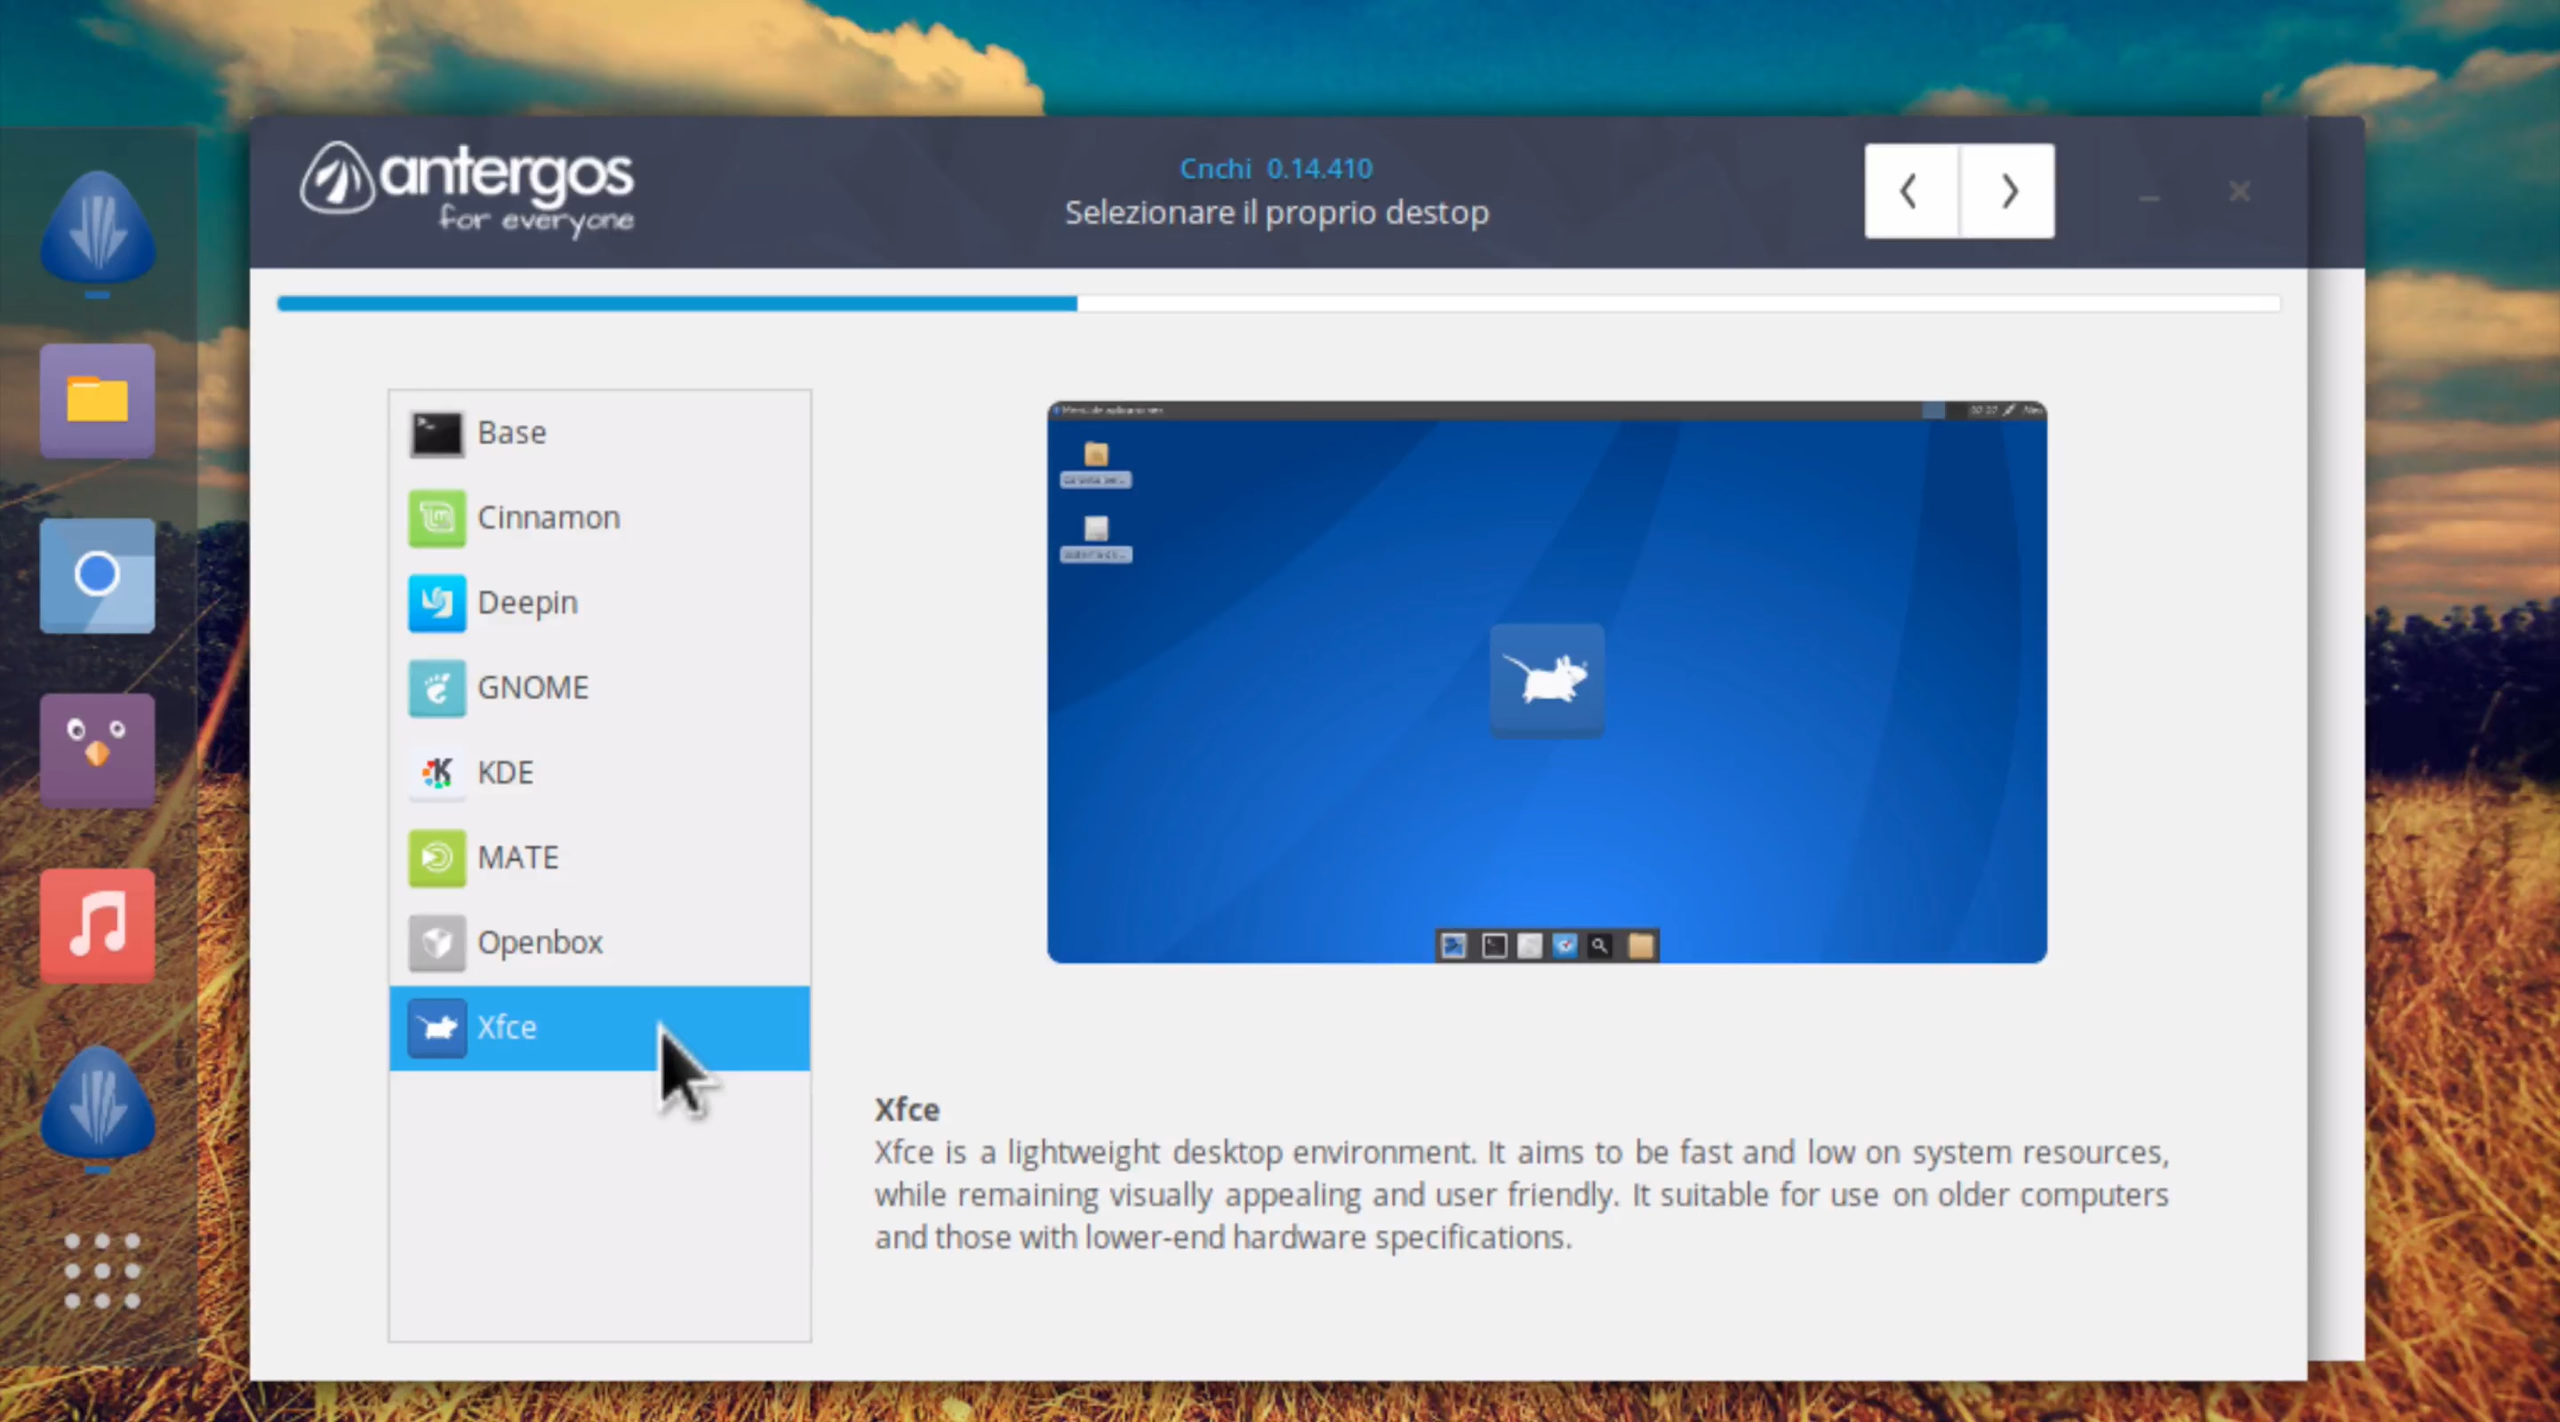 antergos
for everyone
Cnchi 0.14.410
Selezionare il proprio destop
Base
Cinnamon
Deepin
GNOME
KDE
MATE
Openbox
Xfce
Xfce
Xfce is a lightweight desktop environment. It aims to be fast and low on system resources,
while remaining visually appealing and user friendly. It suitable for use on older computers
and those with lower-end hardware specifications.